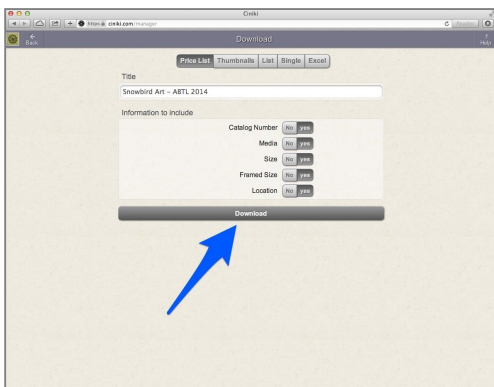 Ciniki
https ciniki.com/manager
Reader
Back
Download
Help
Price List Thumbnails List Single Excel
Title
Snowbird Art – ABTL 2014
Information to include
Catalog Number No yes
Media No yes
Size No yes
Framed Size No yes
Location No yes
Download